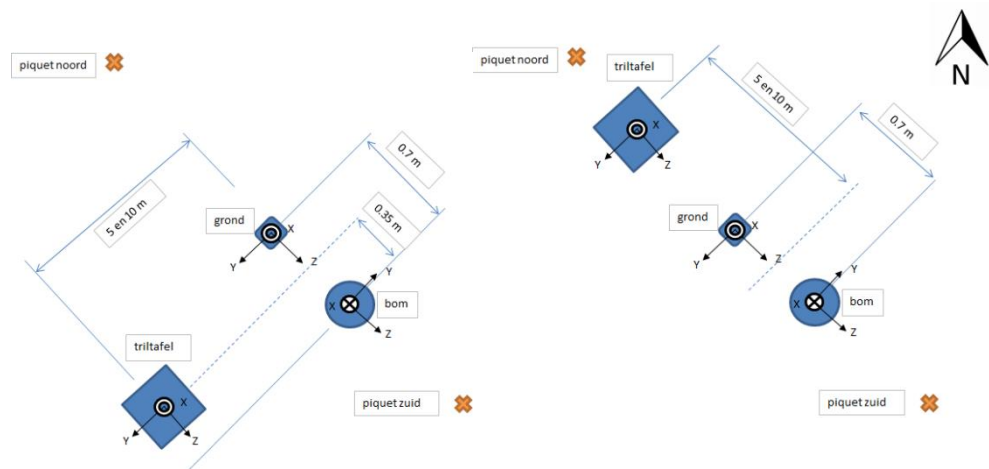 piquet noord
5 en 10 m
0.7 m
0.35 m
grond
X
Y
Z
Y
X
bom
Z
triltafel
X
Y
Z
piquet zuid
piquet noord
triltafel
X
Y
Z
5 en 10 m
0.7 m
grond
X
Y
Z
Y
X
bom
Z
piquet zuid
N